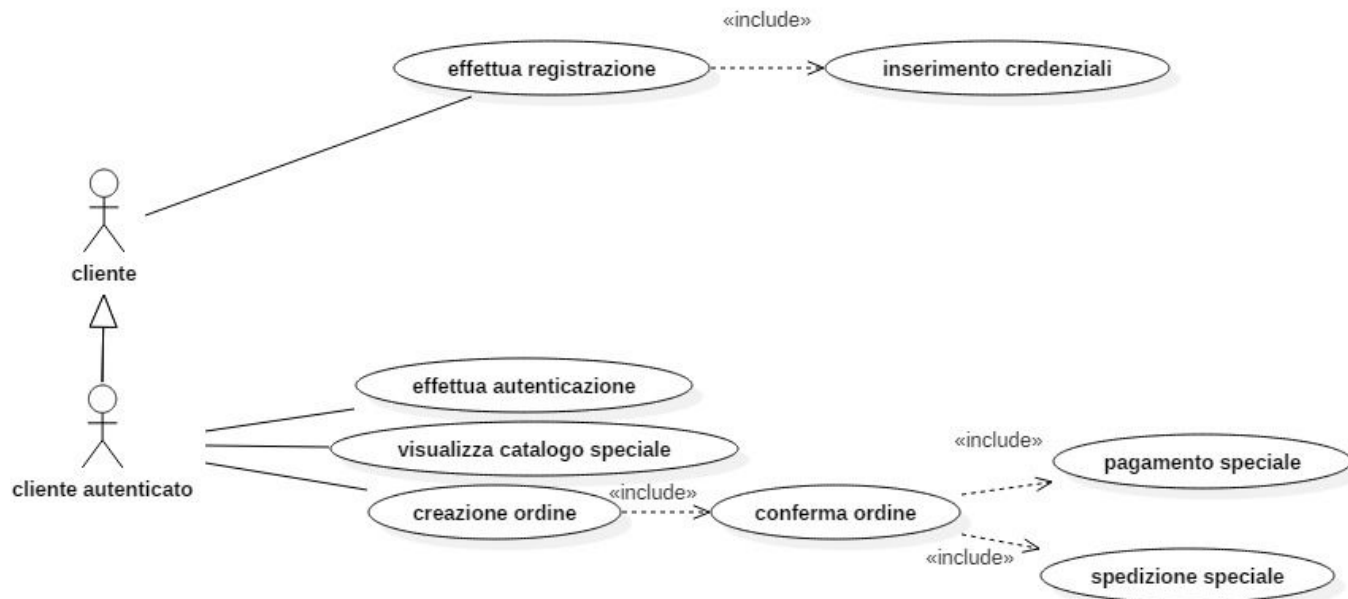 «include»
effettua registrazione
inserimento credenziali
cliente
effettua autenticazione
visualizza catalogo speciale
«include»
pagamento speciale
cliente autenticato
«include»
creazione ordine
conferma ordine
«include»
spedizione speciale